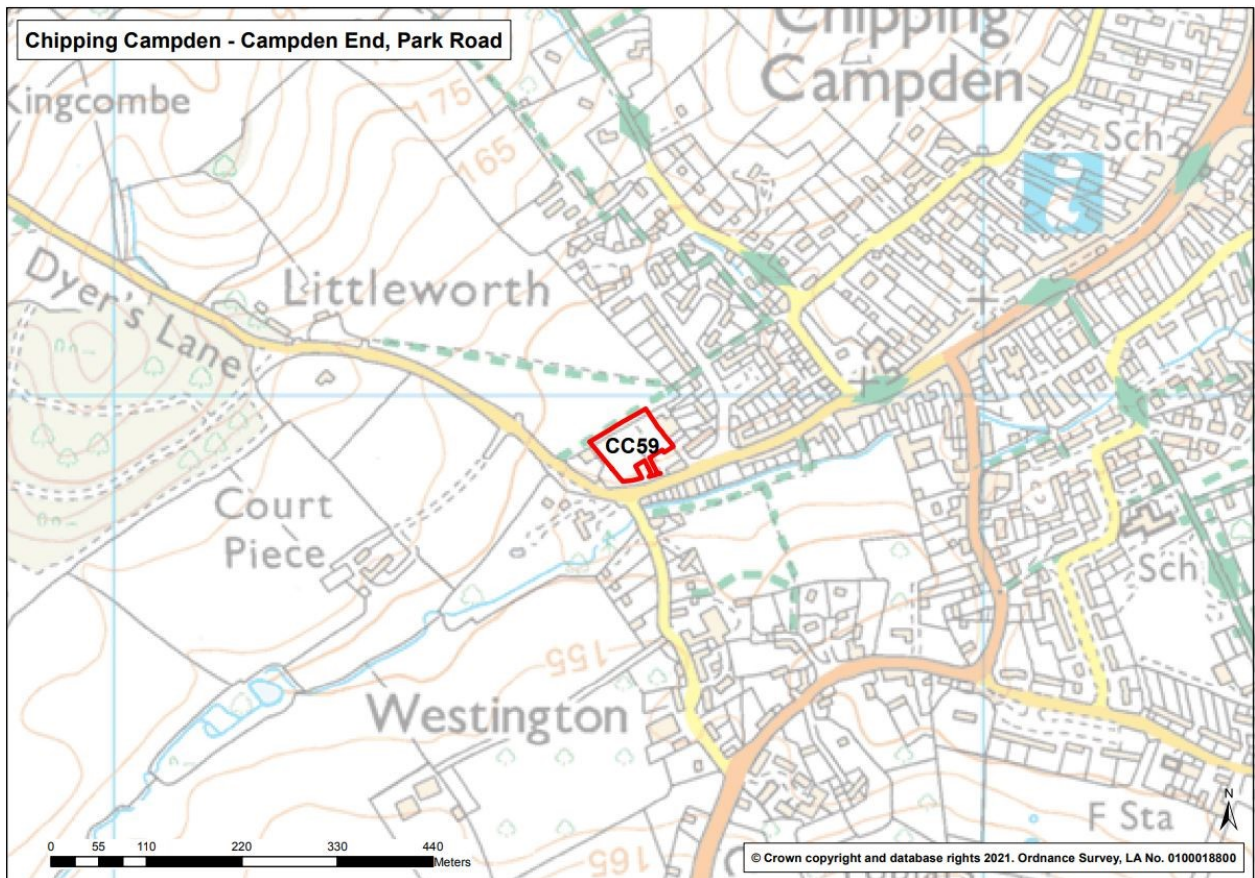 Chipping Campden - Campden End, Park Road
Chipping
Campden
Kingcombe
175
165
Sch
i
Dyer's Lane
Littleworth
CC59
Court
Piece
Sch
155
Westington
F Sta
N
165
0 55 110 220 330 440
Meters
© Crown copyright and database rights 2021. Ordnance Survey, LA No. 0100018800